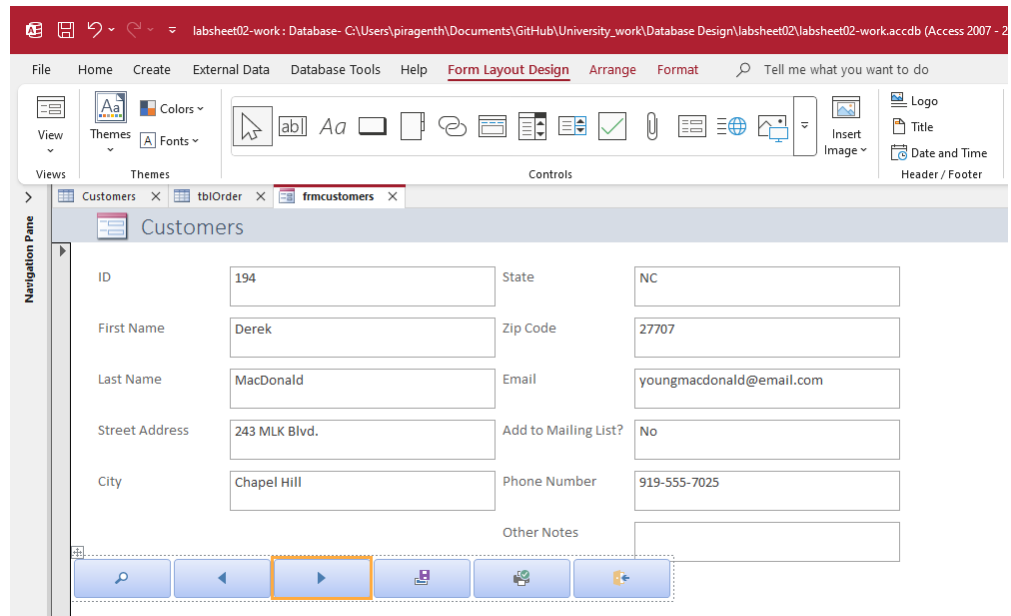 labsheet02-work : Database- C:\Users\piragenth\Documents\GitHub\University_work\Database Design\labsheet02\labsheet02-work.accdb (Access 2007 - 2
File Home Create External Data Database Tools Help Form Layout Design Arrange Format Tell me what you want to do
View
Views
Aa
Themes
Colors
A Fonts
Themes
ab Aa
Controls
Insert
Image
Logo
Title
Date and Time
Header / Footer
Customers tblOrder frmcustomers
Navigation Pane
Customers
ID 194 State NC
First Name Derek Zip Code 27707
Last Name MacDonald Email youngmacdonald@email.com
Street Address 243 MLK Blvd. Add to Mailing List? No
City Chapel Hill Phone Number 919-555-7025
Other Notes